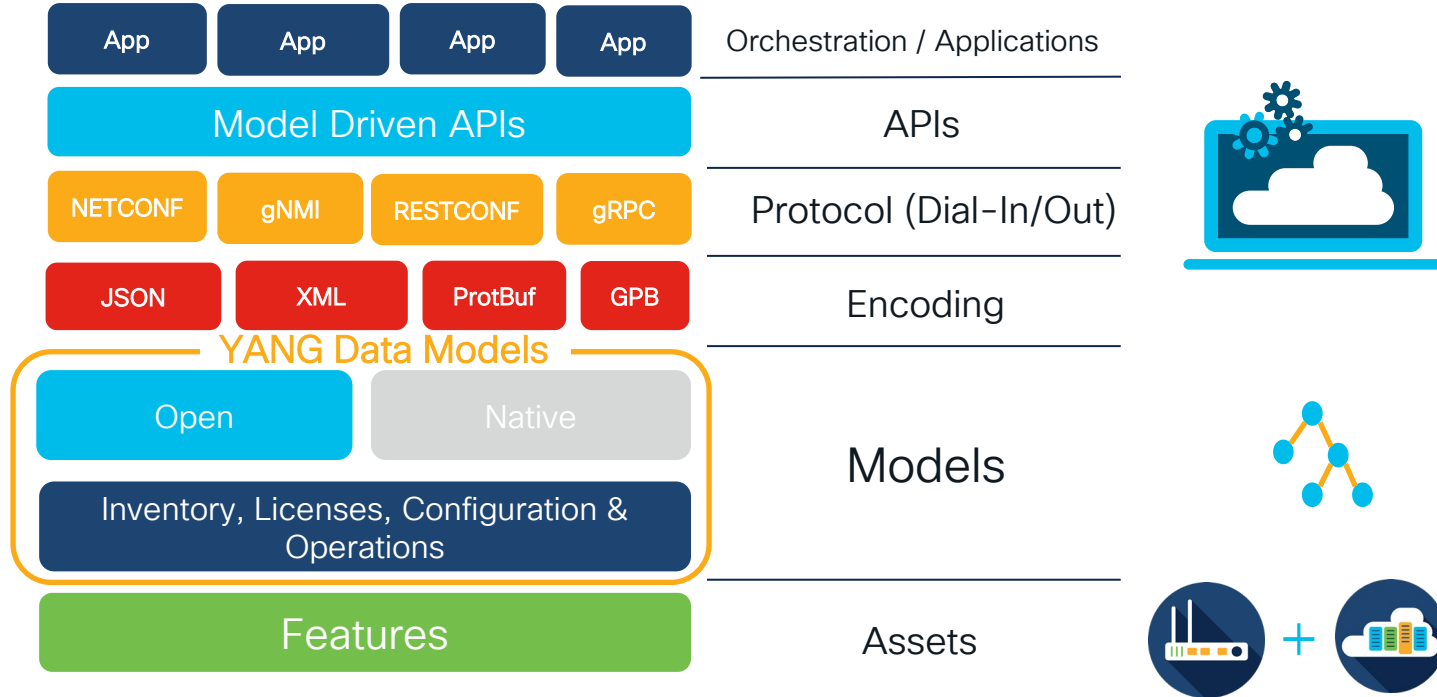 App App App App Orchestration / Applications
Model Driven APIs APIs
NETCONF gNMI RESTCONF gRPC Protocol (Dial-In/Out)
JSON XML ProtBuf GPB Encoding
YANG Data Models
Open Native
Models
Inventory, Licenses, Configuration &
Operations
Features Assets